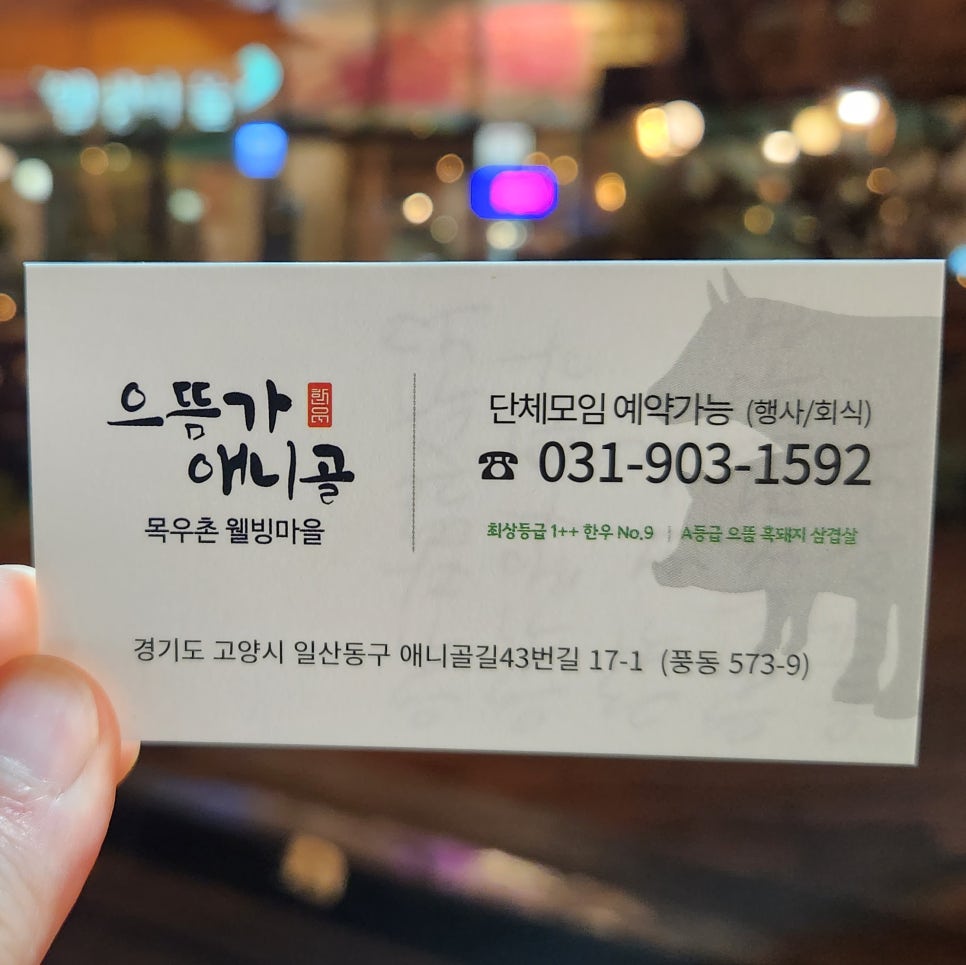 으뜸가
애니골
목우촌 웰빙마을
단체모임 예약가능 (행사/회식)
☎ 031-903-1592
최상등급 1++ 한우 No.9 | A등급 으뜸 흑돼지 삼겹살
경기도 고양시 일산동구 애니골길43번길 17-1 (풍동 573-9)